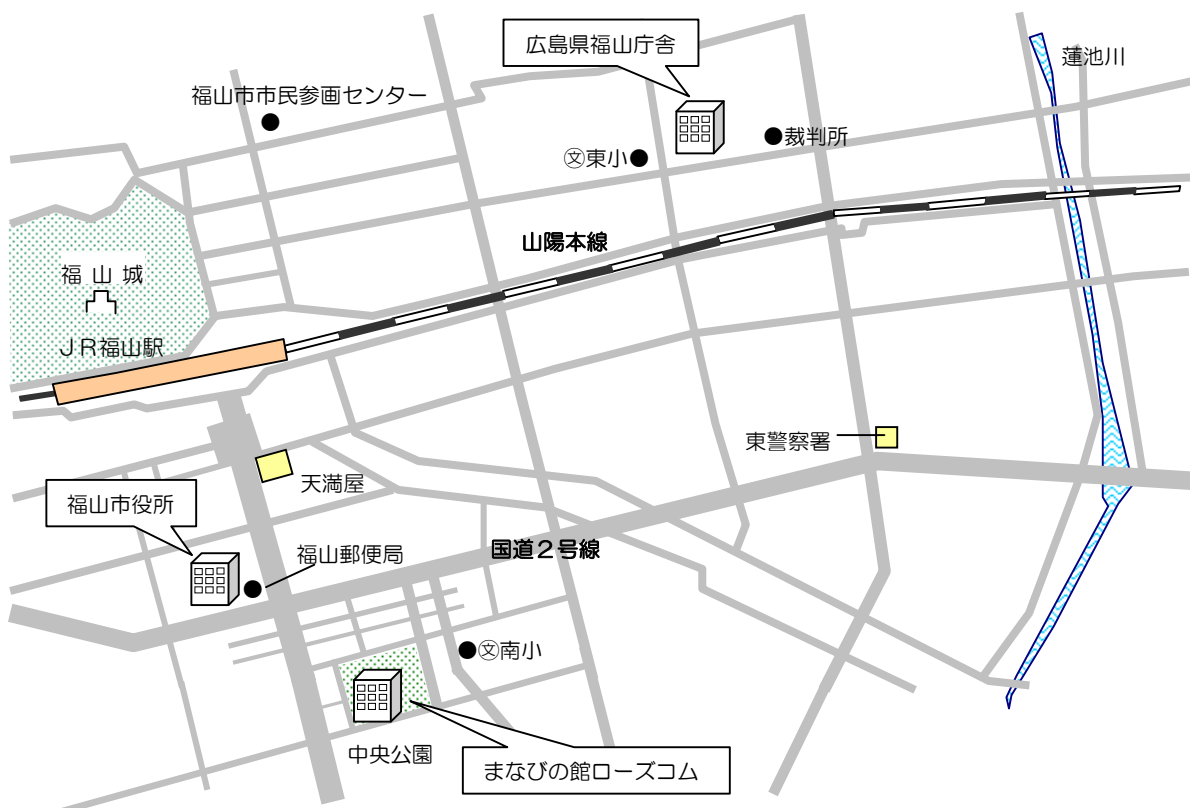 広島県福山庁舎
蓮池川
福山市市民参画センター
裁判所
文東小
山陽本線
福山城
JR福山駅
東警察署
天満屋
福山市役所
国道2号線
福山郵便局
文南小
中央公園
まなびの館ローズコム